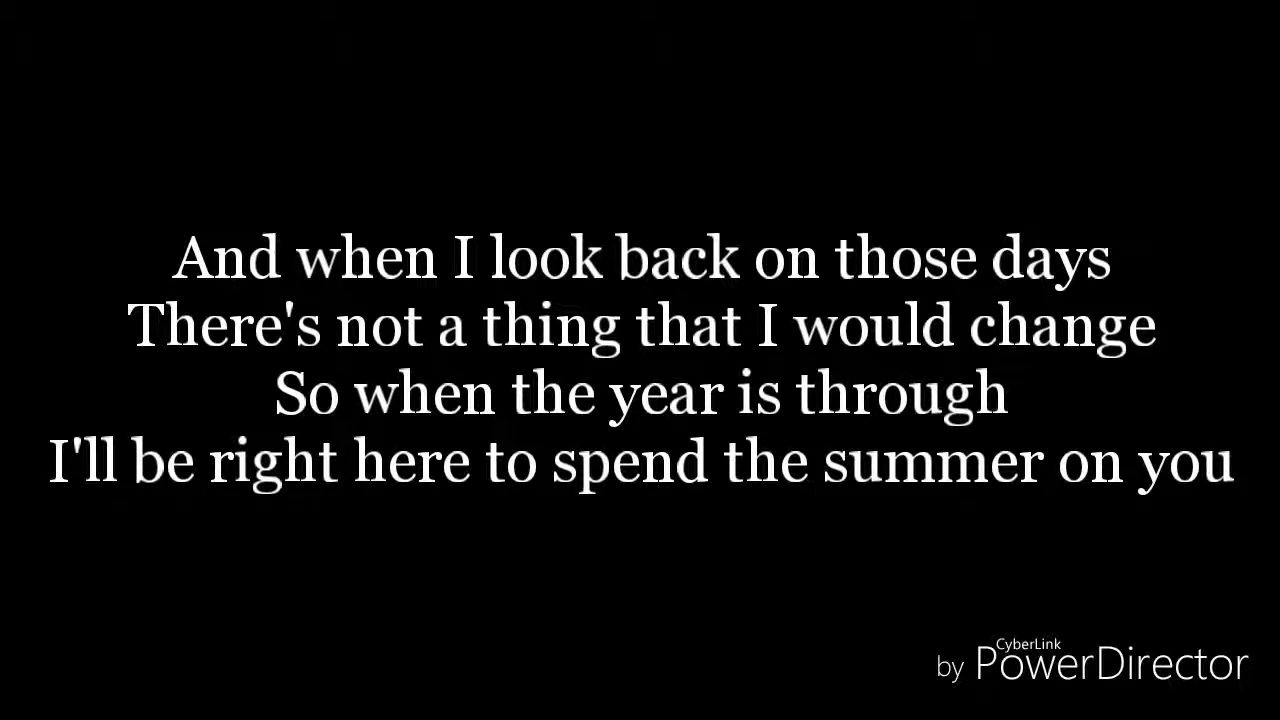 And when I look back on those days
There's not a thing that I would change
So when the year is through
I'll be right here to spend the summer on you
CyberLink
by PowerDirector